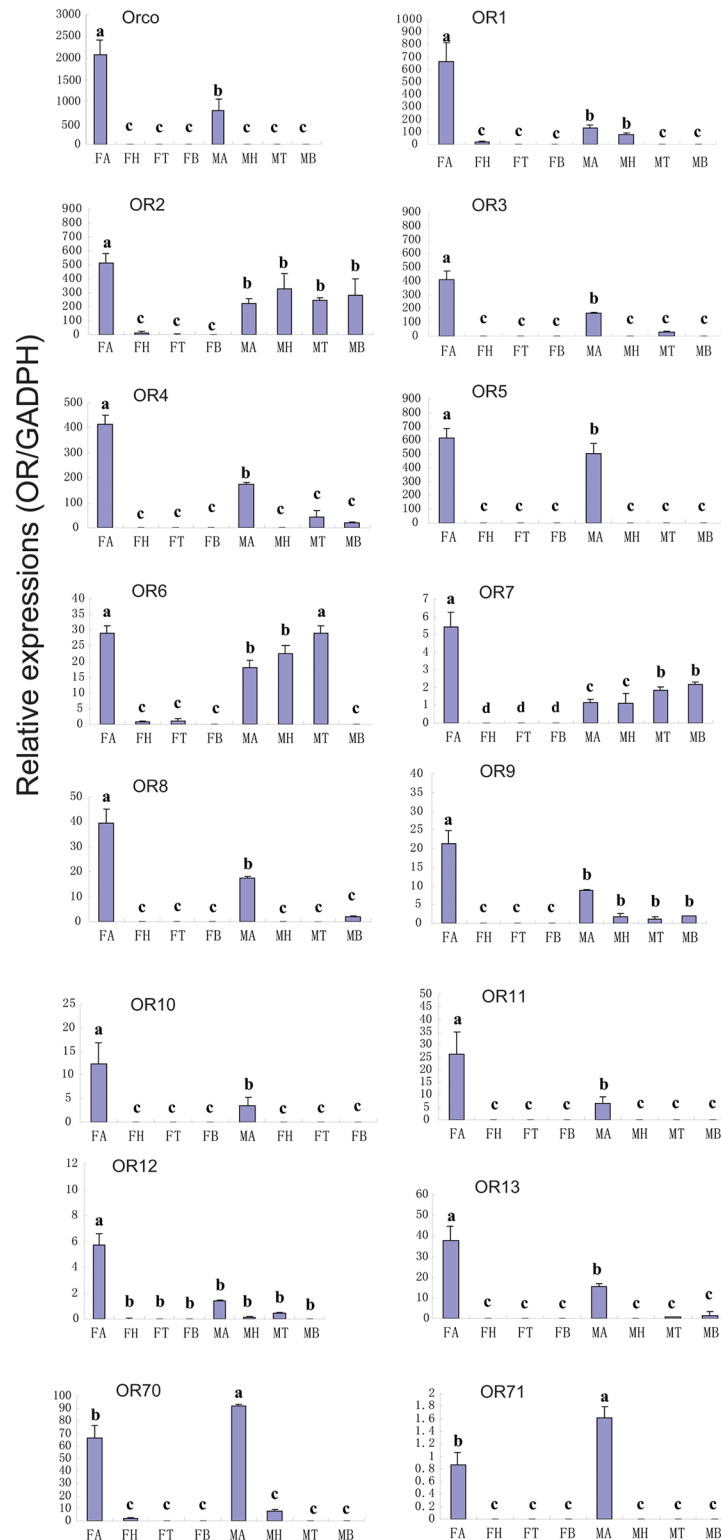 Relative expressions (OR/GADPH)
Orco
3000
2500
2000
1500
1000
500
0
a c c c b c c c
FA FH FT FB MA MH MT MB
OR1
1000
900
800
700
600
500
400
300
200
100
0
a c c c b b c c
FA FH FT FB MA MH MT MB
OR2
900
800
700
600
500
400
300
200
100
0
a c c c b b b b
FA FH FT FB MA MH MT MB
OR3
900
800
700
600
500
400
300
200
100
0
a c c c b c c c
FA FH FT FB MA MH MT MB
OR4
500
400
300
200
100
0
a c c c b c c c
FA FH FT FB MA MH MT MB
OR5
900
800
700
600
500
400
300
200
100
0
a c c c b c c c
FA FH FT FB MA MH MT MB
OR6
40
35
30
25
20
15
10
5
0
a c c c b b a c
FA FH FT FB MA MH MT MB
OR7
7
6
5
4
3
2
1
0
a d d d c c b b
FA FH FT FB MA MH MT MB
OR8
50
40
30
20
10
0
a c c c b c c c
FA FH FT FB MA MH MT MB
OR9
40
35
30
25
20
15
10
5
0
a c c c b b b b
FA FH FT FB MA MH MT MB
OR10
25
20
15
10
5
0
a c c c b c c c
FA FH FT FB MA FH FT FB
OR11
50
45
40
35
30
25
20
15
10
5
0
a c c c b c c c
FA FH FT FB MA MH MT MB
OR12
12
10
8
6
4
2
0
a b b b b b b b
FA FH FT FB MA MH MT MB
OR13
60
50
40
30
20
10
0
a c c c b c c c
FA FH FT FB MA MH MT MB
OR70
100
90
80
70
60
50
40
30
20
10
0
b c c c a c c c
FA FH FT FB MA MH MT MB
OR71
2
1.8
1.6
1.4
1.2
1
0.8
0.6
0.4
0.2
0
b c c c a c c c
FA FH FT FB MA MH MT MB